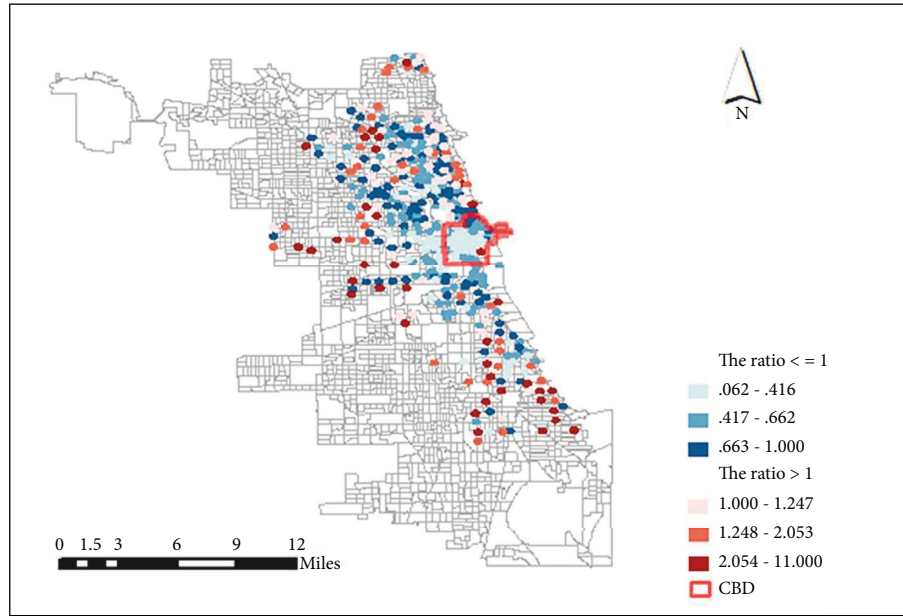 N
The ratio < = 1
.062 - .416
.417 - .662
.663 - 1.000
The ratio > 1
1.000 - 1.247
1.248 - 2.053
2.054 - 11.000
CBD
0 1.5 3 6 9 12
Miles